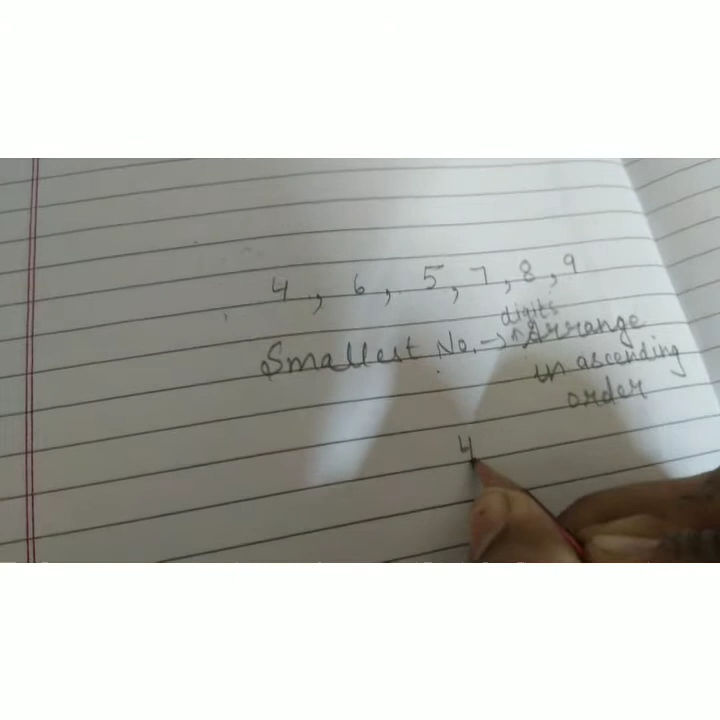 4, 6, 5, 7, 8, 9
digits
Smallest No. → ^Arrange
in ascending
order
4